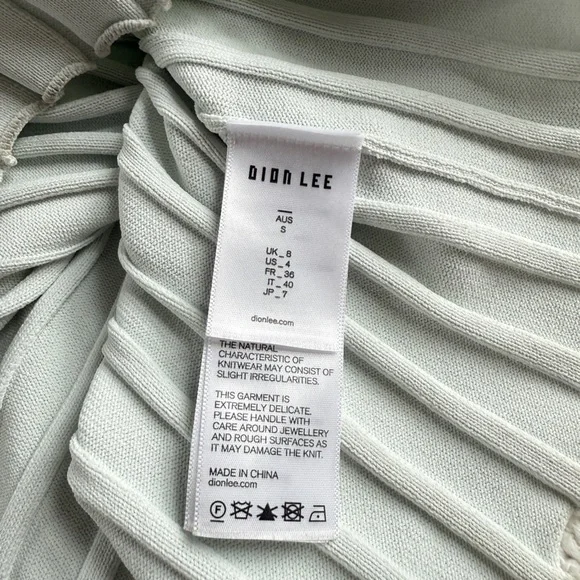 DION LEE
AUS
S
UK_8
US_4
FR_36
IT_40
JP_7
dionlee.com
THE NATURAL
CHARACTERISTIC OF
KNITWEAR MAY CONSIST OF
SLIGHT IRREGULARITIES.
THIS GARMENT IS
EXTREMELY DELICATE.
PLEASE HANDLE WITH
CARE AROUND JEWELLERY
AND ROUGH SURFACES AS
IT MAY DAMAGE THE KNIT.
MADE IN CHINA
dionlee.com
F